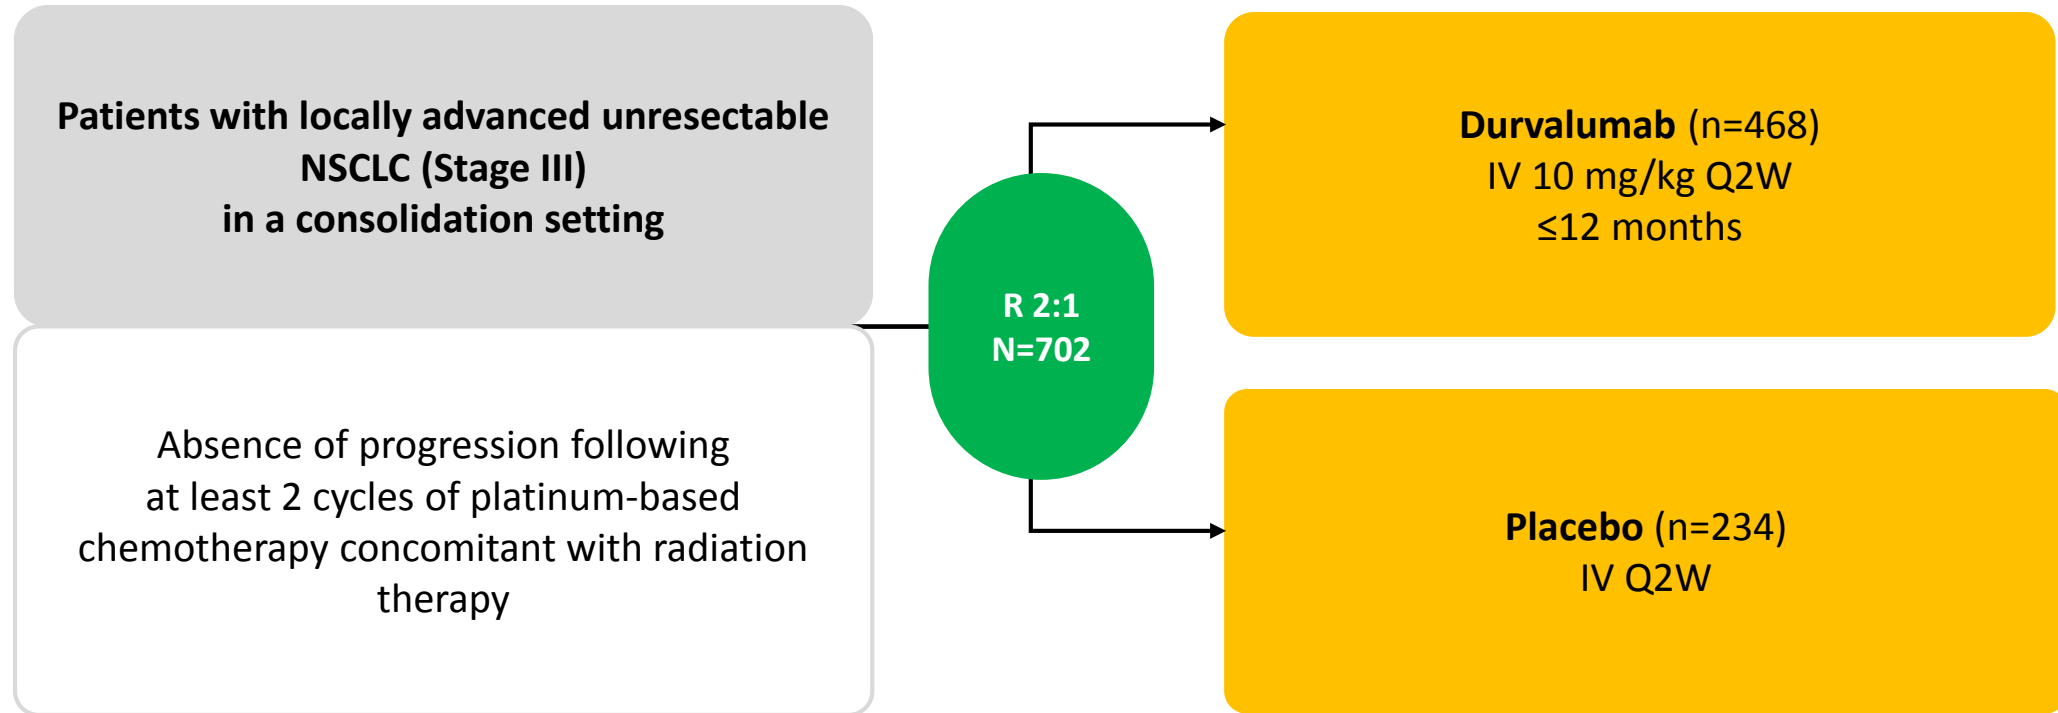 Patients with locally advanced unresectable
NSCLC (Stage III)
in a consolidation setting
Absence of progression following
at least 2 cycles of platinum-based
chemotherapy concomitant with radiation
therapy
R 2:1
N=702
Durvalumab (n=468)
IV 10 mg/kg Q2W
≤12 months
Placebo (n=234)
IV Q2W